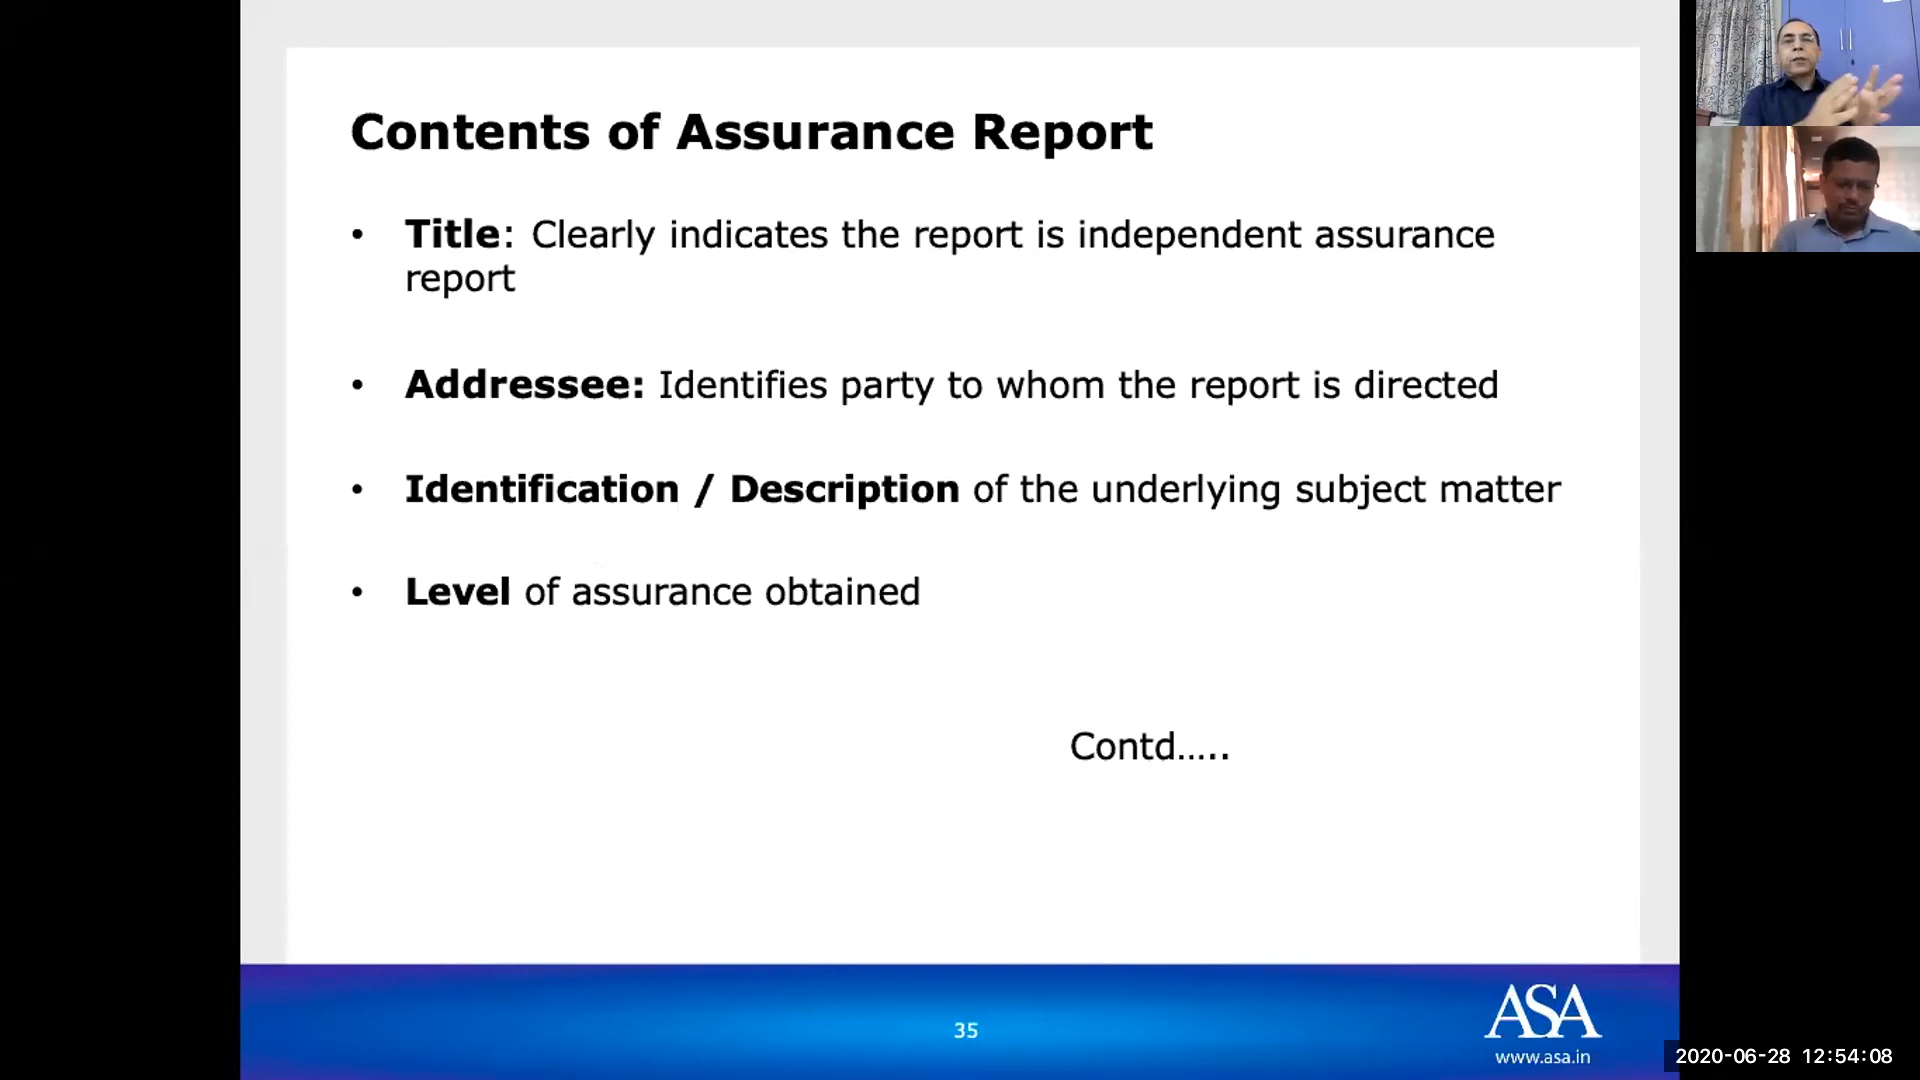 Contents of Assurance Report
• Title: Clearly indicates the report is independent assurance
report
• Addressee: Identifies party to whom the report is directed
• Identification / Description of the underlying subject matter
• Level of assurance obtained
Contd.....
35
ASA
www.asa.in
2020-06-28 12:54:08